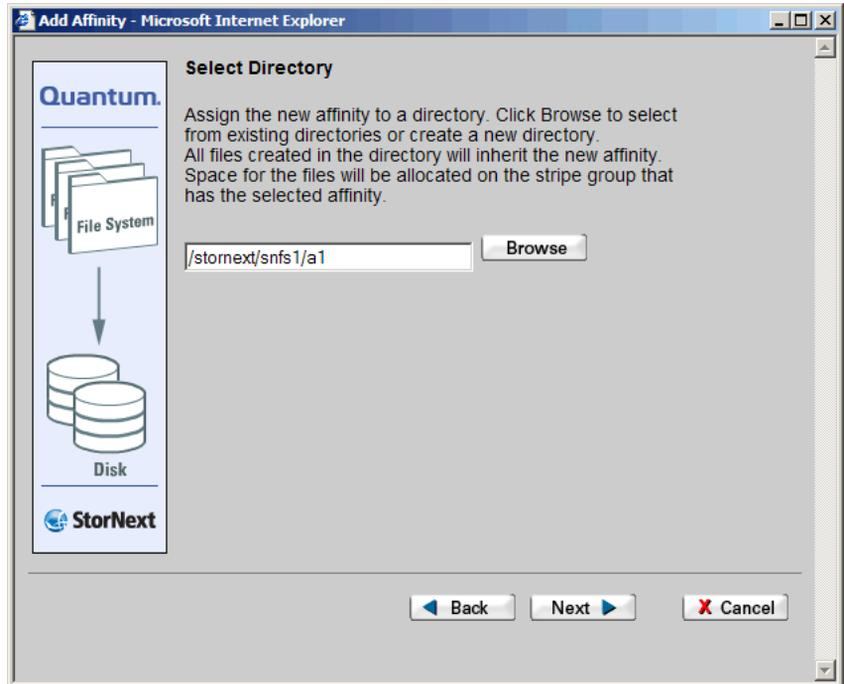 Add Affinity - Microsoft Internet Explorer
Quantum.
File System
Disk
StorNext
Select Directory
Assign the new affinity to a directory. Click Browse to select
from existing directories or create a new directory.
All files created in the directory will inherit the new affinity.
Space for the files will be allocated on the stripe group that
has the selected affinity.
/stornext/snfs1/a1
Browse
Back
Next
Cancel